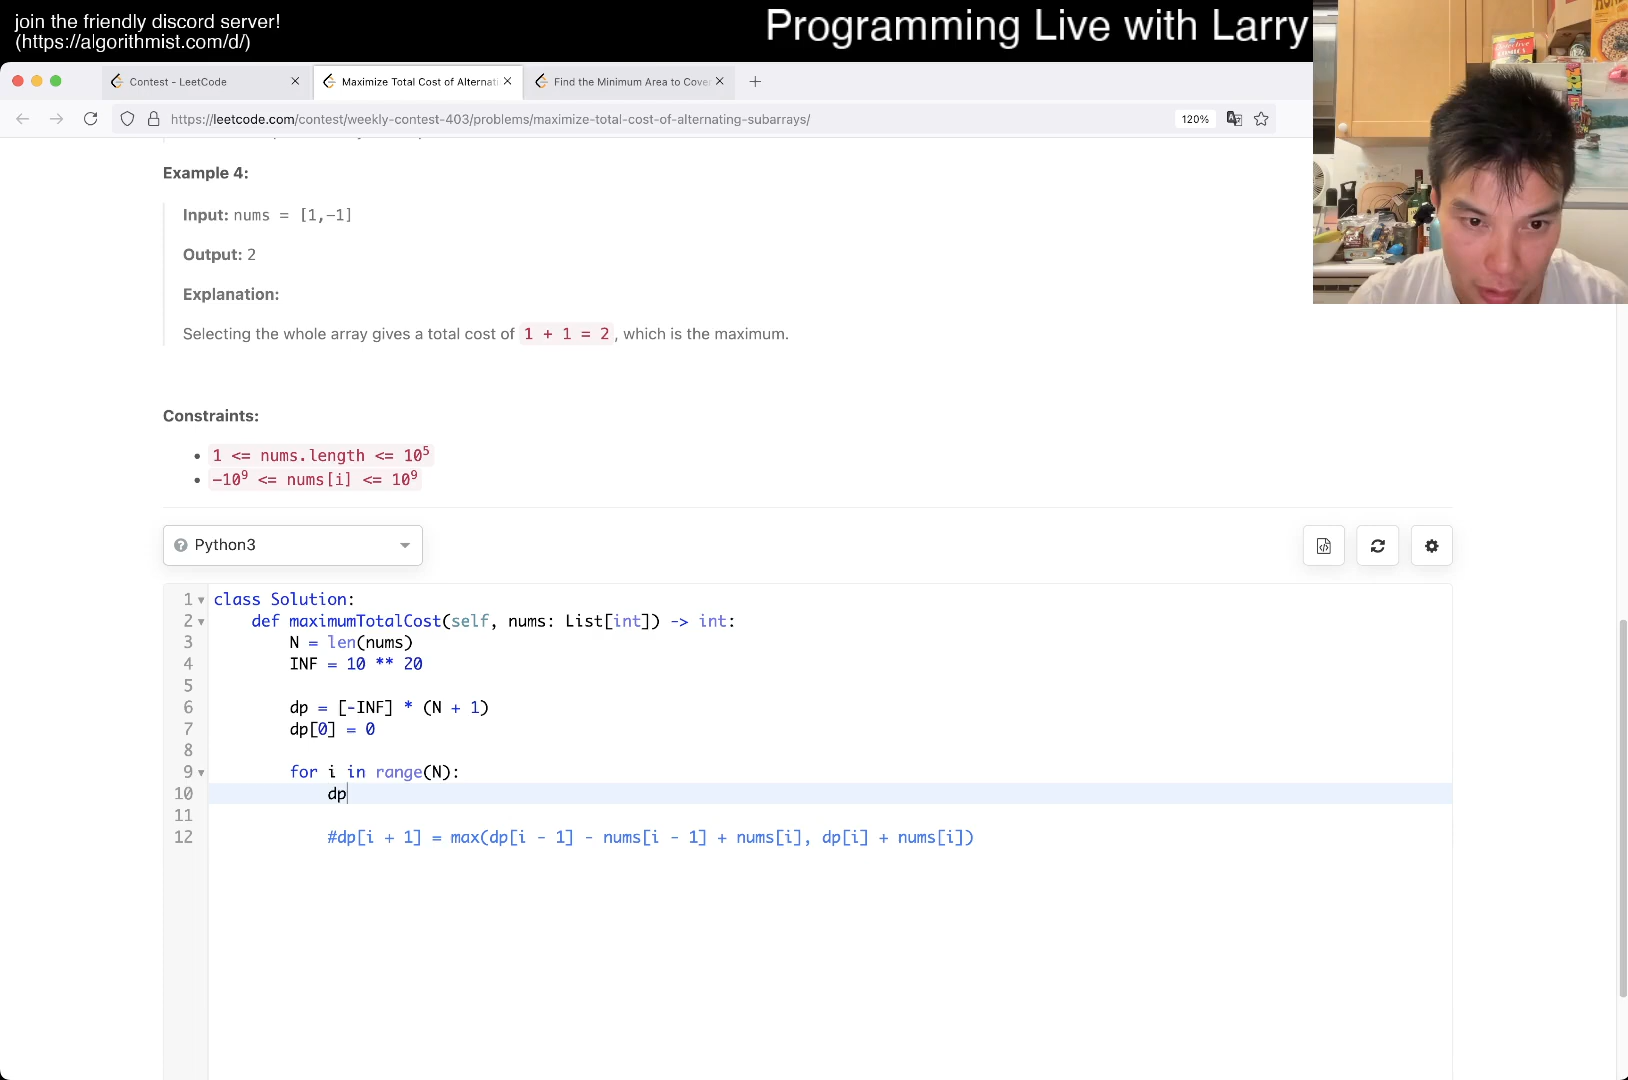 join the friendly discord server!
(https://algorithmist.com/d/)
Programming Live with Larry
Contest - LeetCode
Maximize Total Cost of Alternati
Find the Minimum Area to Cover
https://leetcode.com/contest/weekly-contest-403/problems/maximize-total-cost-of-alternating-subarrays/
120%
Example 4:
Input: nums = [1,-1]
Output: 2
Explanation:
Selecting the whole array gives a total cost of 1 + 1 = 2, which is the maximum.
Constraints:
• 1 <= nums.length <= 10⁵
• -10⁹ <= nums[i] <= 10⁹
Python3
1 class Solution:
2 def maximumTotalCost(self, nums: List[int]) -> int:
3 N = len(nums)
4 INF = 10 ** 20
5
6 dp = [-INF] * (N + 1)
7 dp[0] = 0
8
9 for i in range(N):
10 dp
11
12 #dp[i + 1] = max(dp[i - 1] - nums[i - 1] + nums[i], dp[i] + nums[i])